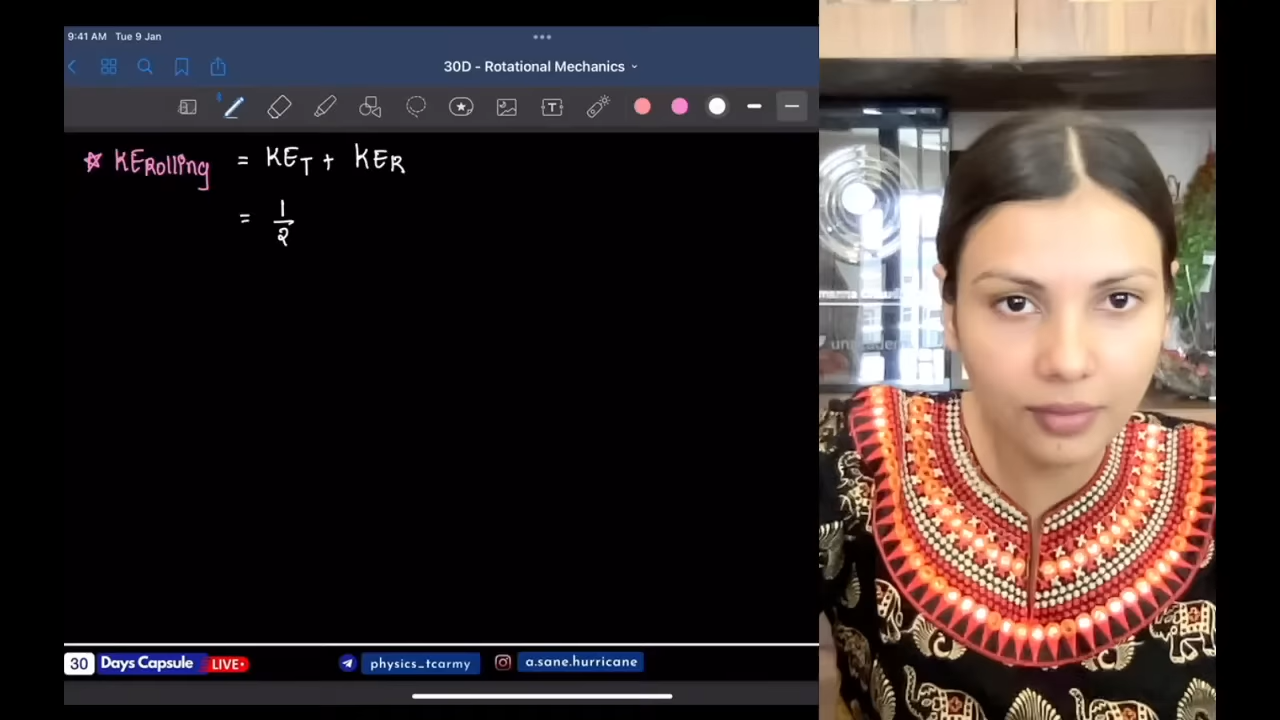 9:41 AM Tue 9 Jan
30D - Rotational Mechanics
☆ KERolling = KET + KER
= 1/2
30 Days Capsule LIVE
physics_tcarmy
a.sane.hurricane